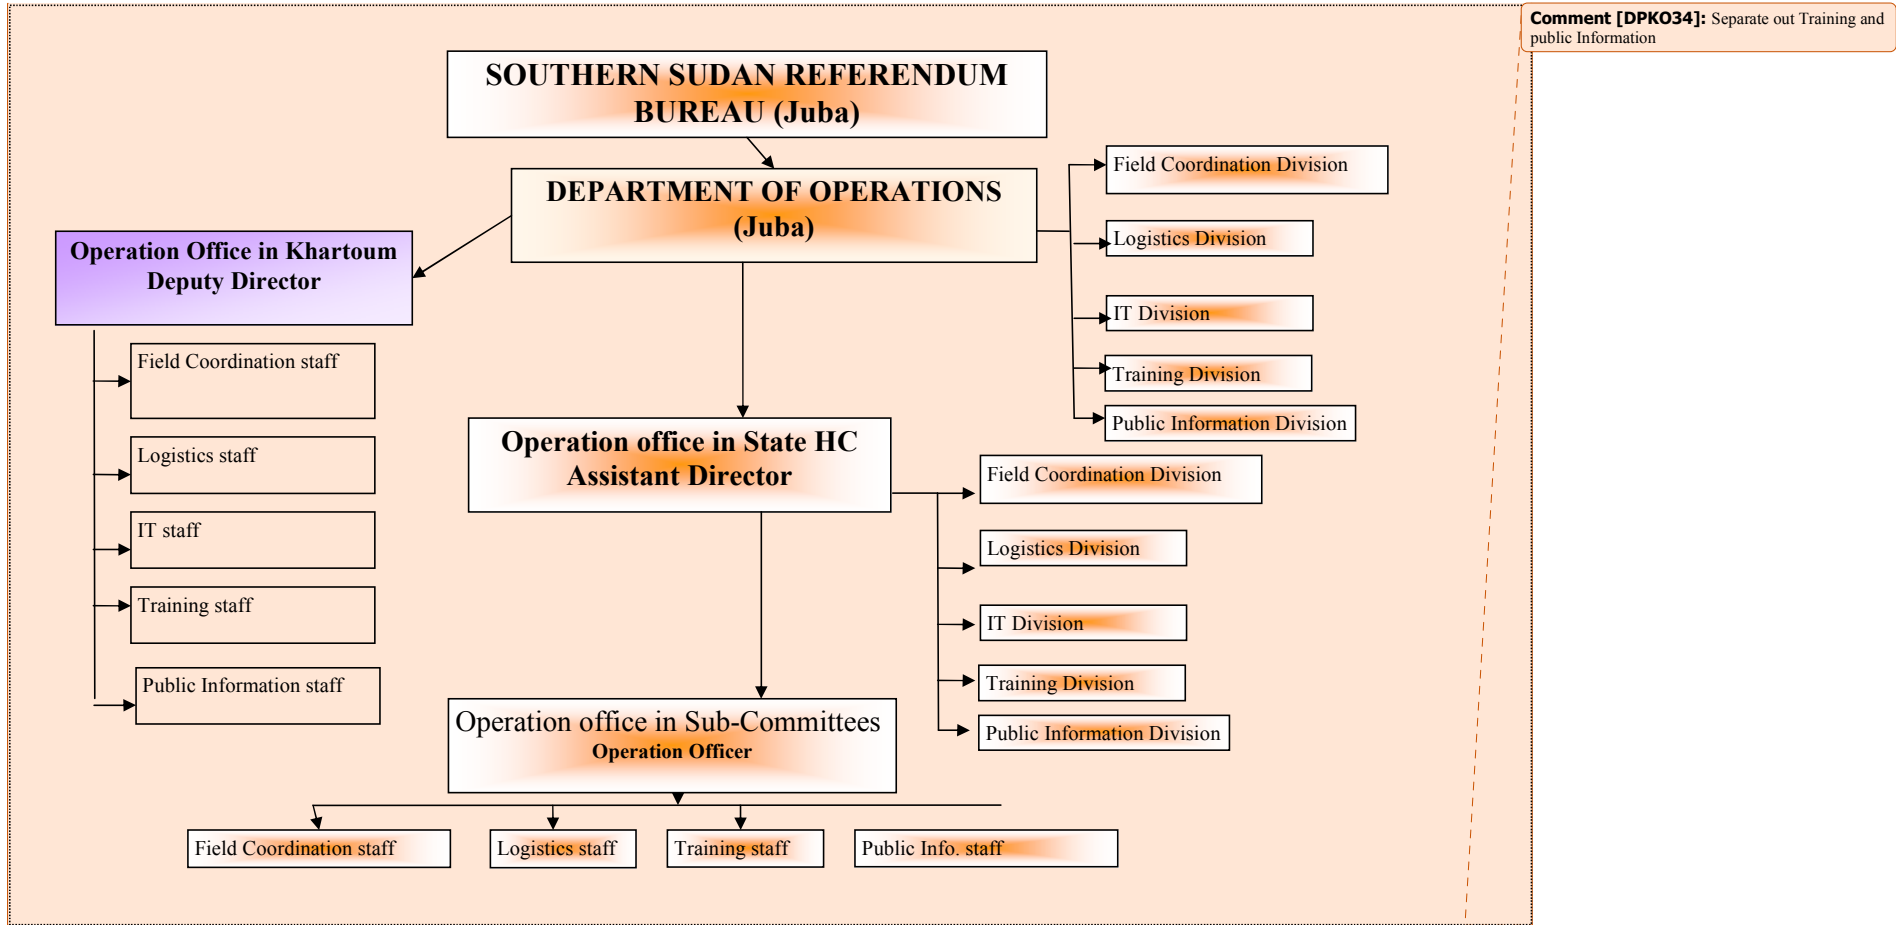 Comment [DPKO34]: Separate out Training and
public Information
SOUTHERN SUDAN REFERENDUM
BUREAU (Juba)
DEPARTMENT OF OPERATIONS
(Juba)
Field Coordination Division
Logistics Division
IT Division
Training Division
Public Information Division
Operation Office in Khartoum
Deputy Director
Field Coordination staff
Logistics staff
IT staff
Training staff
Public Information staff
Operation office in State HC
Assistant Director
Field Coordination Division
Logistics Division
IT Division
Training Division
Public Information Division
Operation office in Sub-Committees
Operation Officer
Field Coordination staff
Logistics staff
Training staff
Public Info. staff